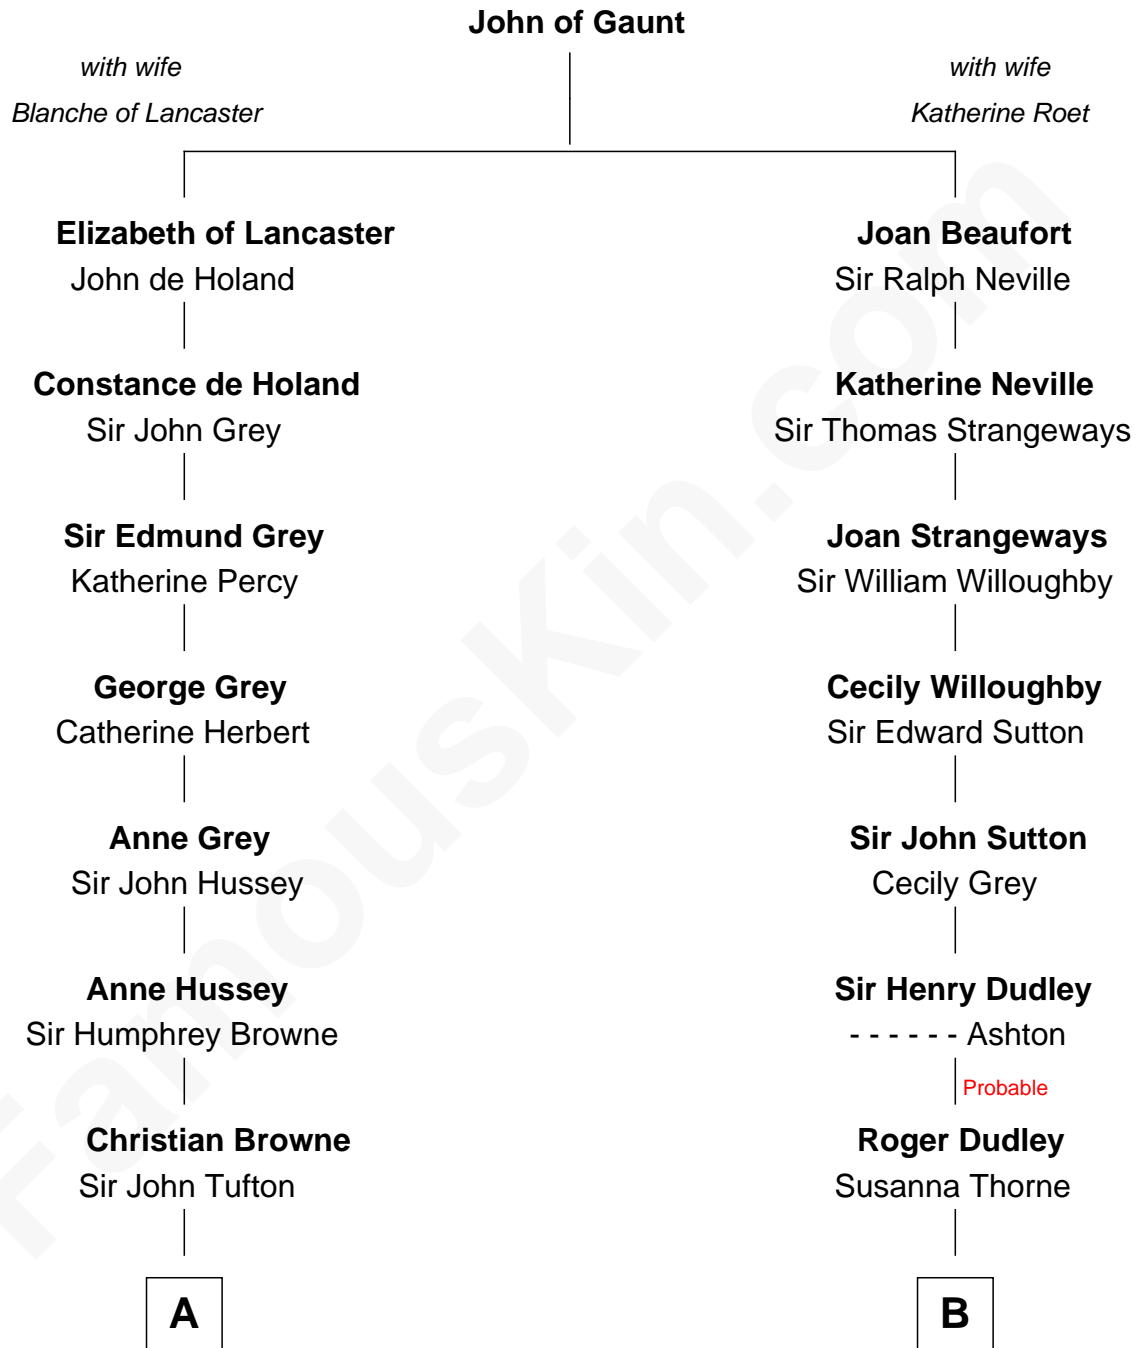 John of Gaunt
with wife
Blanche of Lancaster
with wife
Katherine Roet
Elizabeth of Lancaster
John de Holand
Joan Beaufort
Sir Ralph Neville
Constance de Holand
Sir John Grey
Katherine Neville
Sir Thomas Strangeways
Sir Edmund Grey
Katherine Percy
Joan Strangeways
Sir William Willoughby
George Grey
Catherine Herbert
Cecily Willoughby
Sir Edward Sutton
Anne Grey
Sir John Hussey
Sir John Sutton
Cecily Grey
Anne Hussey
Sir Humphrey Browne
Sir Henry Dudley
- - - - - - Ashton
Probable
Christian Browne
Sir John Tufton
Roger Dudley
Susanna Thorne
A
B
FamousKin.com